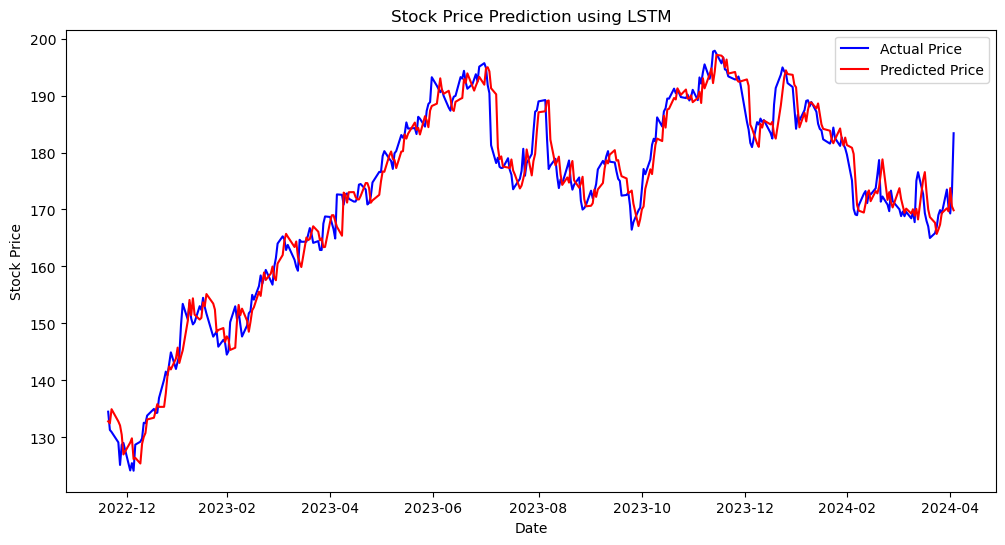 Stock Price Prediction using LSTM
Actual Price
Predicted Price
Stock Price
200
190
180
170
160
150
140
130
2022-12 2023-02 2023-04 2023-06 2023-08 2023-10 2023-12 2024-02 2024-04
Date